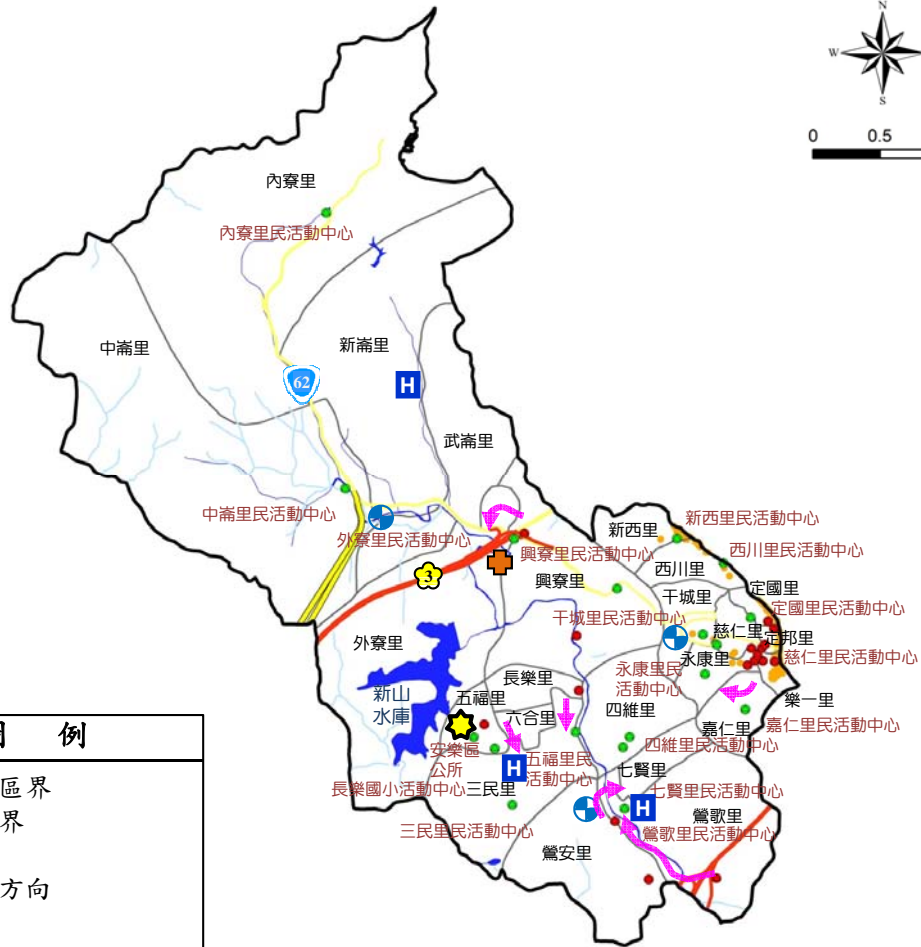 N
W
S
0 0.5
內寮里
內寮里民活動中心
中崙里
新崙里
62
H
武崙里
中崙里民活動中心
外寮里民活動中心
興寮里民活動中心
3
興寮里
新西里
新西里民活動中心
西川里
西川里民活動中心
干城里
定國里
定國里民活動中心
干城里民活動中心
慈仁里
定邦里
慈仁里民活動中心
永康里
永康里民
活動中心
外寮里
新山
水庫
長樂里
五福里
六合里
四維里
樂一里
嘉仁里
嘉仁里民活動中心
四維里民活動中心
安樂區
公所
五福里民
活動中心
H
七賢里
長樂國小活動中心
三民里
七賢里民活動中心
H
鶯歌里
三民里民活動中心
鶯歌里民活動中心
鶯安里
例
區界
界
方向